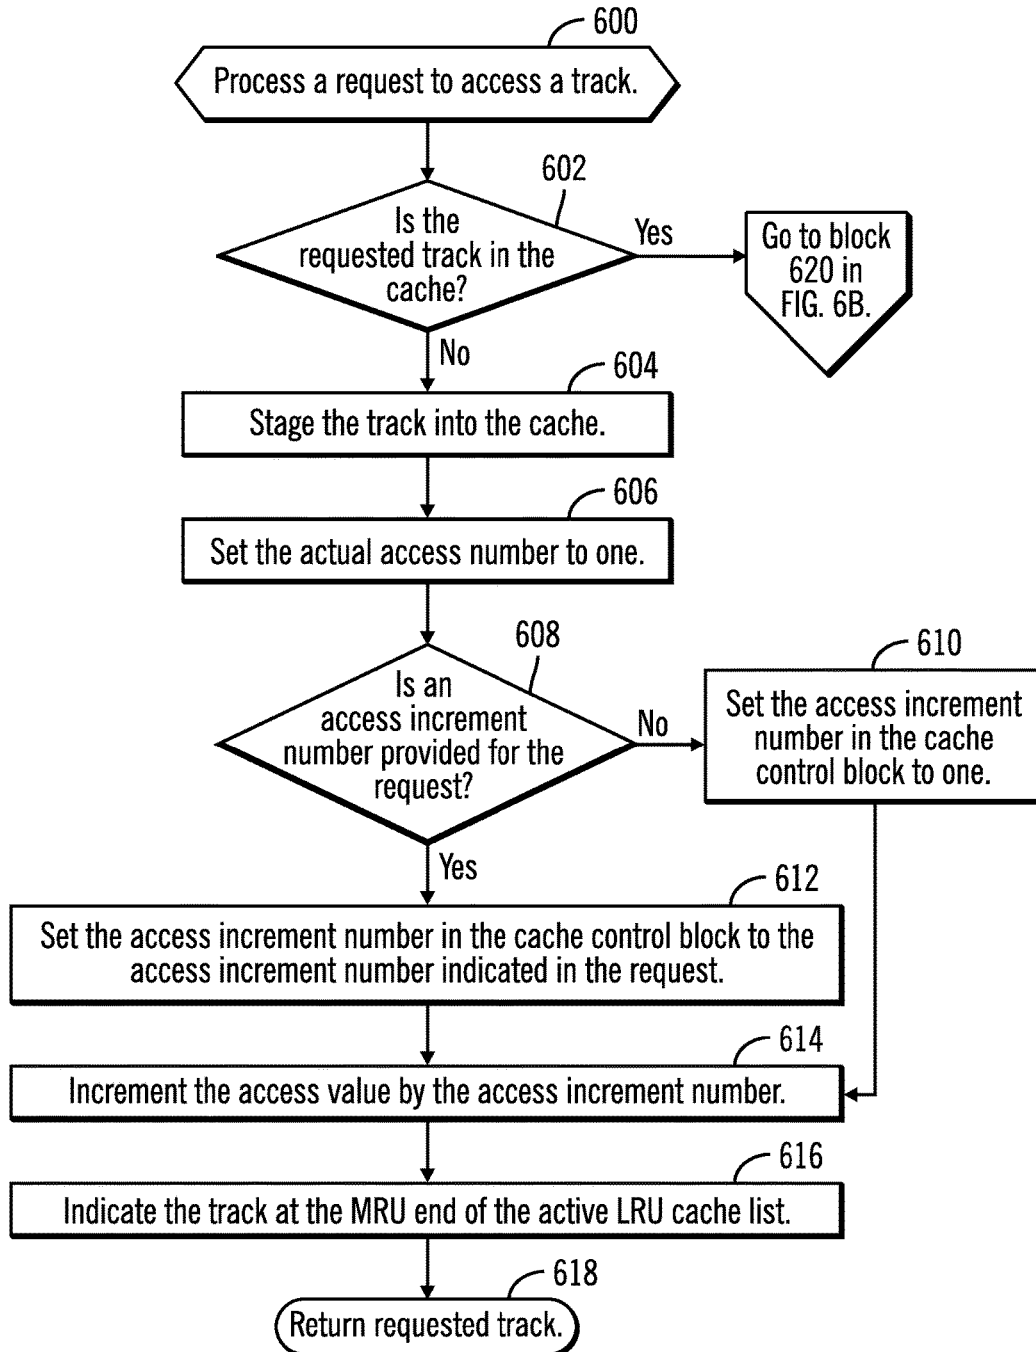 600
Process a request to access a track.
602
Is the
requested track in the
cache?
Yes
Go to block
620 in
FIG. 6B.
No
604
Stage the track into the cache.
606
Set the actual access number to one.
608
Is an
access increment
number provided for the
request?
No
610
Set the access increment
number in the cache
control block to one.
Yes
612
Set the access increment number in the cache control block to the
access increment number indicated in the request.
614
Increment the access value by the access increment number.
616
Indicate the track at the MRU end of the active LRU cache list.
618
Return requested track.